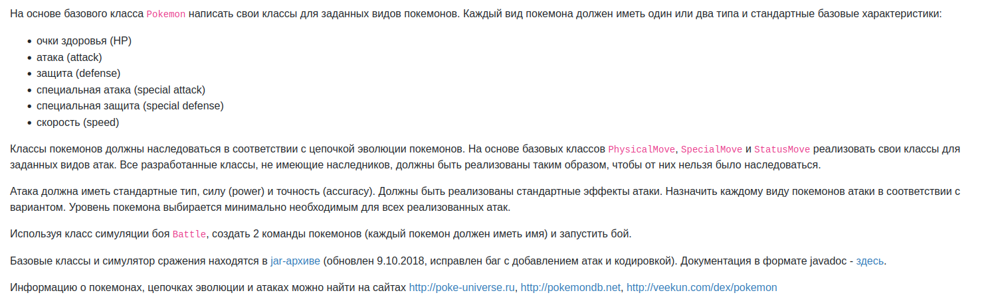 На основе базового класса Pokemon написать свои классы для заданных видов покемонов. Каждый вид покемона должен иметь один или два типа и стандартные базовые характеристики:
• очки здоровья (HP)
• атака (attack)
• защита (defense)
• специальная атака (special attack)
• специальная защита (special defense)
• скорость (speed)
Классы покемонов должны наследоваться в соответствии с цепочкой эволюции покемонов. На основе базовых классов PhysicalMove, SpecialMove и StatusMove реализовать свои классы для
заданных видов атак. Все разработанные классы, не имеющие наследников, должны быть реализованы таким образом, чтобы от них нельзя было наследоваться.
Атака должна иметь стандартные тип, силу (power) и точность (accuracy). Должны быть реализованы стандартные эффекты атаки. Назначить каждому виду покемонов атаки в соответствии с
вариантом. Уровень покемона выбирается минимально необходимым для всех реализованных атак.
Используя класс симуляции боя Battle, создать 2 команды покемонов (каждый покемон должен иметь имя) и запустить бой.
Базовые классы и симулятор сражения находятся в jar-архиве (обновлен 9.10.2018, исправлен баг с добавлением атак и кодировкой). Документация в формате javadoc - здесь.
Информацию о покемонах, цепочках эволюции и атаках можно найти на сайтах http://poke-universe.ru, http://pokemondb.net, http://veekun.com/dex/pokemon